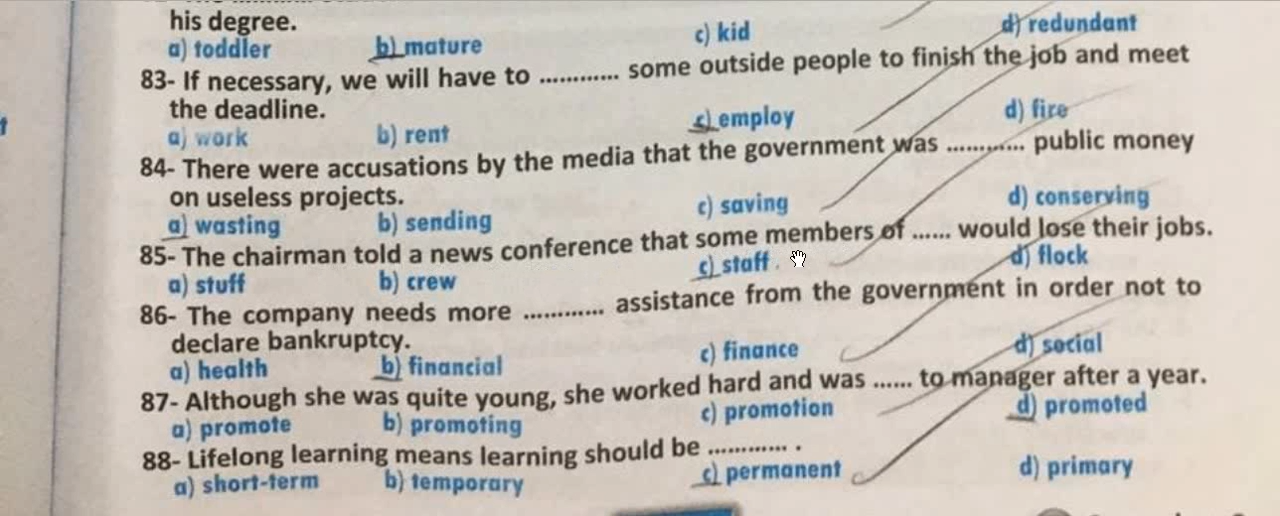 his degree.
a) toddler b) mature c) kid d) redundant
83- If necessary, we will have to ............ some outside people to finish the job and meet
the deadline.
a) work b) rent c) employ d) fire
84- There were accusations by the media that the government was ............ public money
on useless projects.
a) wasting b) sending c) saving d) conserving
85- The chairman told a news conference that some members of ...... would lose their jobs.
a) stuff b) crew c) staff d) flock
86- The company needs more ............ assistance from the government in order not to
declare bankruptcy.
a) health b) financial c) finance d) social
87- Although she was quite young, she worked hard and was ...... to manager after a year.
a) promote b) promoting c) promotion d) promoted
88- Lifelong learning means learning should be ............ .
a) short-term b) temporary c) permanent d) primary